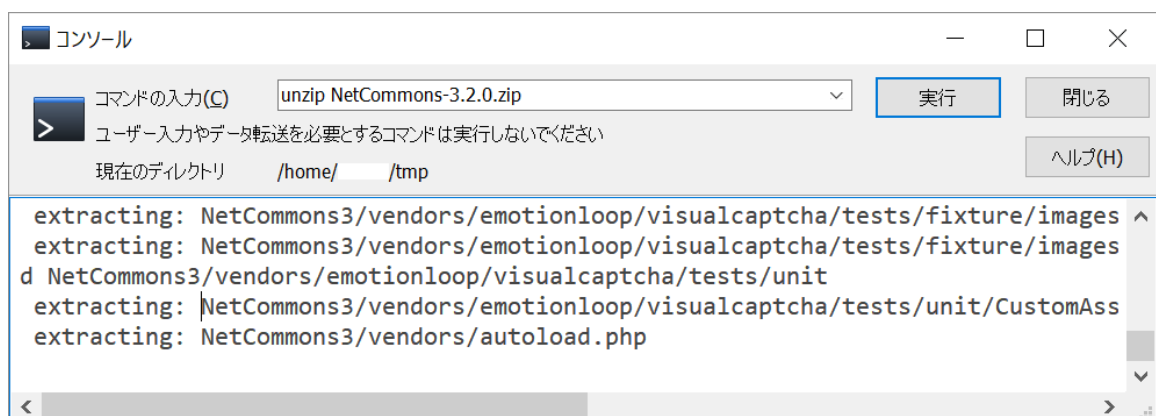 コンソール
コマンドの入力(C) unzip NetCommons-3.2.0.zip 実行 閉じる
ユーザー入力やデータ転送を必要とするコマンドは実行しないでください
ヘルプ(H)
現在のディレクトリ /home/ /tmp
extracting: NetCommons3/vendors/emotionloop/visualcaptcha/tests/fixture/images
extracting: NetCommons3/vendors/emotionloop/visualcaptcha/tests/fixture/images
d NetCommons3/vendors/emotionloop/visualcaptcha/tests/unit
extracting: NetCommons3/vendors/emotionloop/visualcaptcha/tests/unit/CustomAss
extracting: NetCommons3/vendors/autoload.php